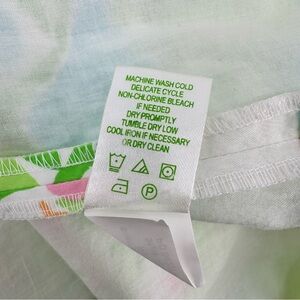 MACHINE WASH COLD
DELICATE CYCLE
NON-CHLORINE BLEACH
IF NEEDED
DRY PROMPTLY
TUMBLE DRY LOW
COOL IRON IF NECESSARY
OR DRY CLEAN
P